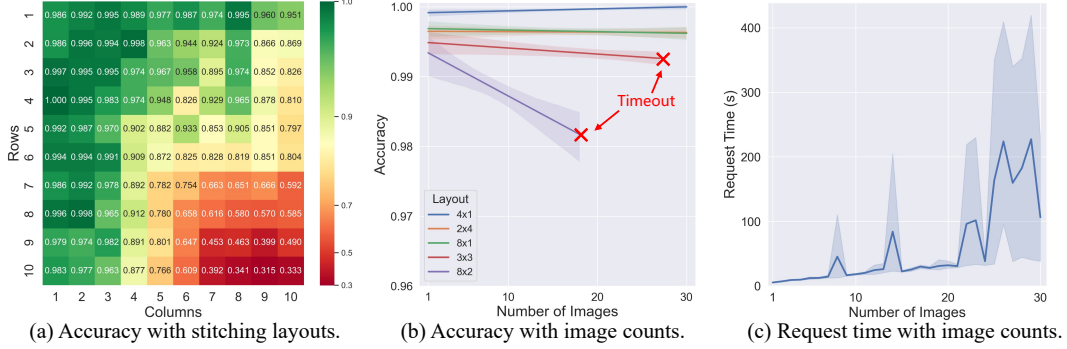 1 0.986 0.992 0.995 0.989 0.977 0.987 0.974 0.995 0.960 0.951
2 0.986 0.996 0.994 0.998 0.963 0.944 0.924 0.973 0.866 0.869
3 0.997 0.995 0.995 0.974 0.967 0.958 0.895 0.974 0.852 0.826
4 1.000 0.995 0.983 0.974 0.948 0.826 0.929 0.965 0.878 0.810
5 0.992 0.987 0.970 0.902 0.882 0.933 0.853 0.905 0.851 0.797
6 0.994 0.994 0.991 0.909 0.872 0.825 0.828 0.819 0.851 0.804
7 0.986 0.992 0.978 0.892 0.782 0.754 0.663 0.651 0.666 0.592
8 0.996 0.998 0.965 0.912 0.780 0.658 0.616 0.580 0.570 0.585
9 0.979 0.974 0.982 0.891 0.801 0.647 0.453 0.463 0.399 0.490
10 0.983 0.977 0.963 0.877 0.766 0.609 0.392 0.341 0.315 0.333
Rows
1 2 3 4 5 6 7 8 9 10
Columns
1.0
0.9
0.7
0.5
0.3
(a) Accuracy with stitching layouts.
1.00
0.99
0.98
0.97
0.96
Accuracy
Timeout
Layout
4x1
2x4
8x1
3x3
8x2
1 10 20 30
Number of Images
(b) Accuracy with image counts.
400
300
200
100
0
Request Time (s)
1 10 20 30
Number of Images
(c) Request time with image counts.